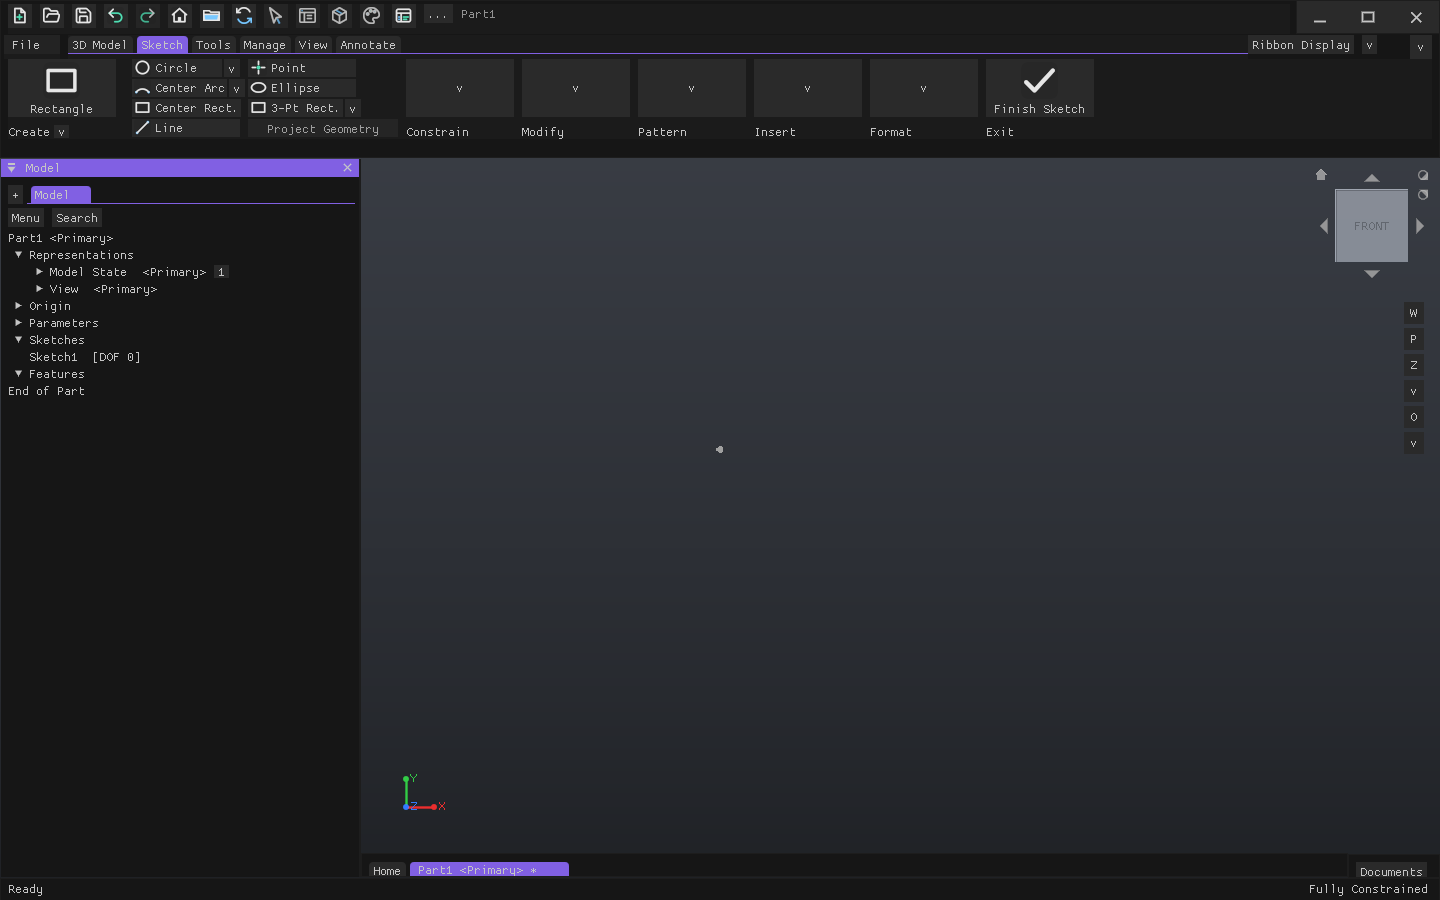 ... Part1
File 3D Model Sketch Tools Manage View Annotate Ribbon Display v v
Circle v Point v v v v v
Rectangle Center Arc v Ellipse Finish Sketch
Center Rect. 3-Pt Rect. v
Create v Line Project Geometry Constrain Modify Pattern Insert Format Exit
Model
+ Model
Menu Search
Part1 <Primary>
Representations
Model State <Primary> 1
View <Primary>
Origin
Parameters
Sketches
Sketch1 [DOF 0]
Features
End of Part
FRONT
W
P
Z
v
O
v
Y
Z X
Home Part1 <Primary> * Documents
Ready Fully Constrained